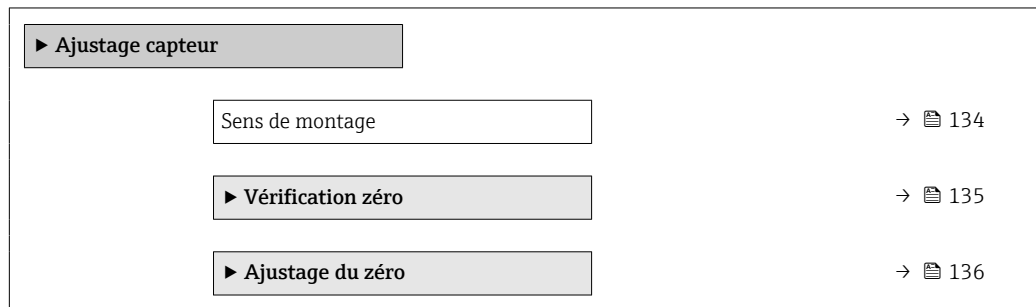 ▶ Ajustage capteur
Sens de montage → 134
▶ Vérification zéro → 135
▶ Ajustage du zéro → 136